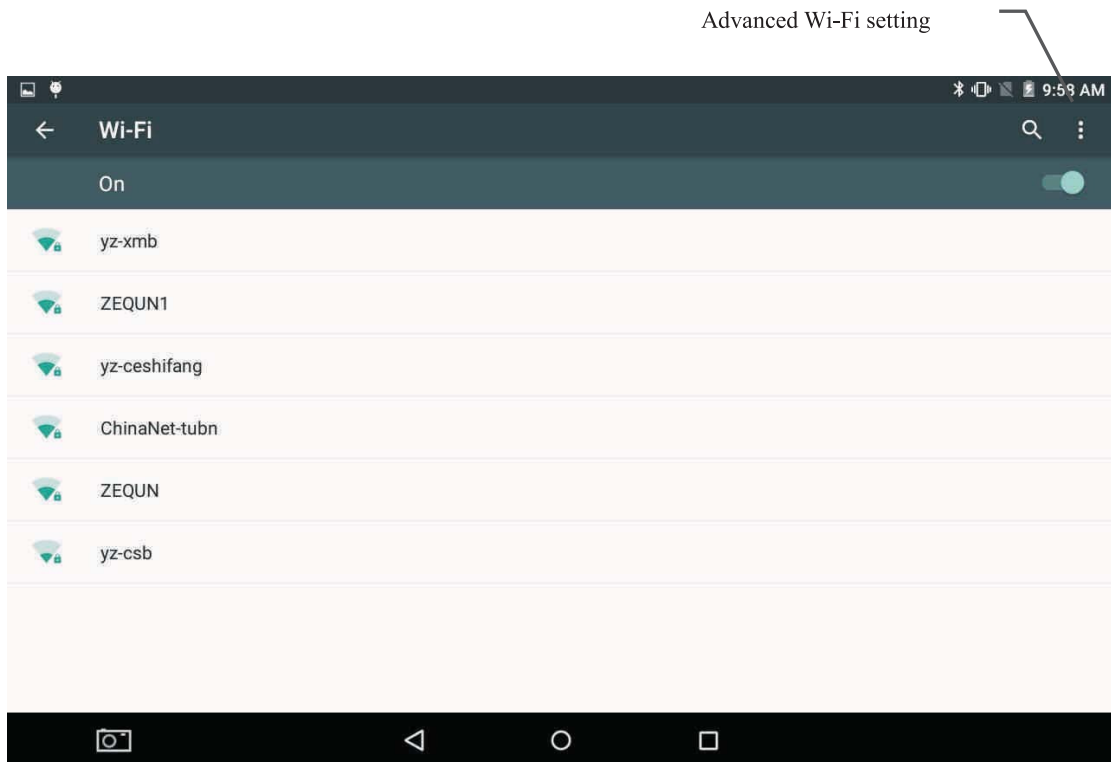 Advanced Wi-Fi setting
9:58 AM
Wi-Fi
On
yz-xmb
ZEQUN1
yz-ceshifang
ChinaNet-tubn
ZEQUN
yz-csb